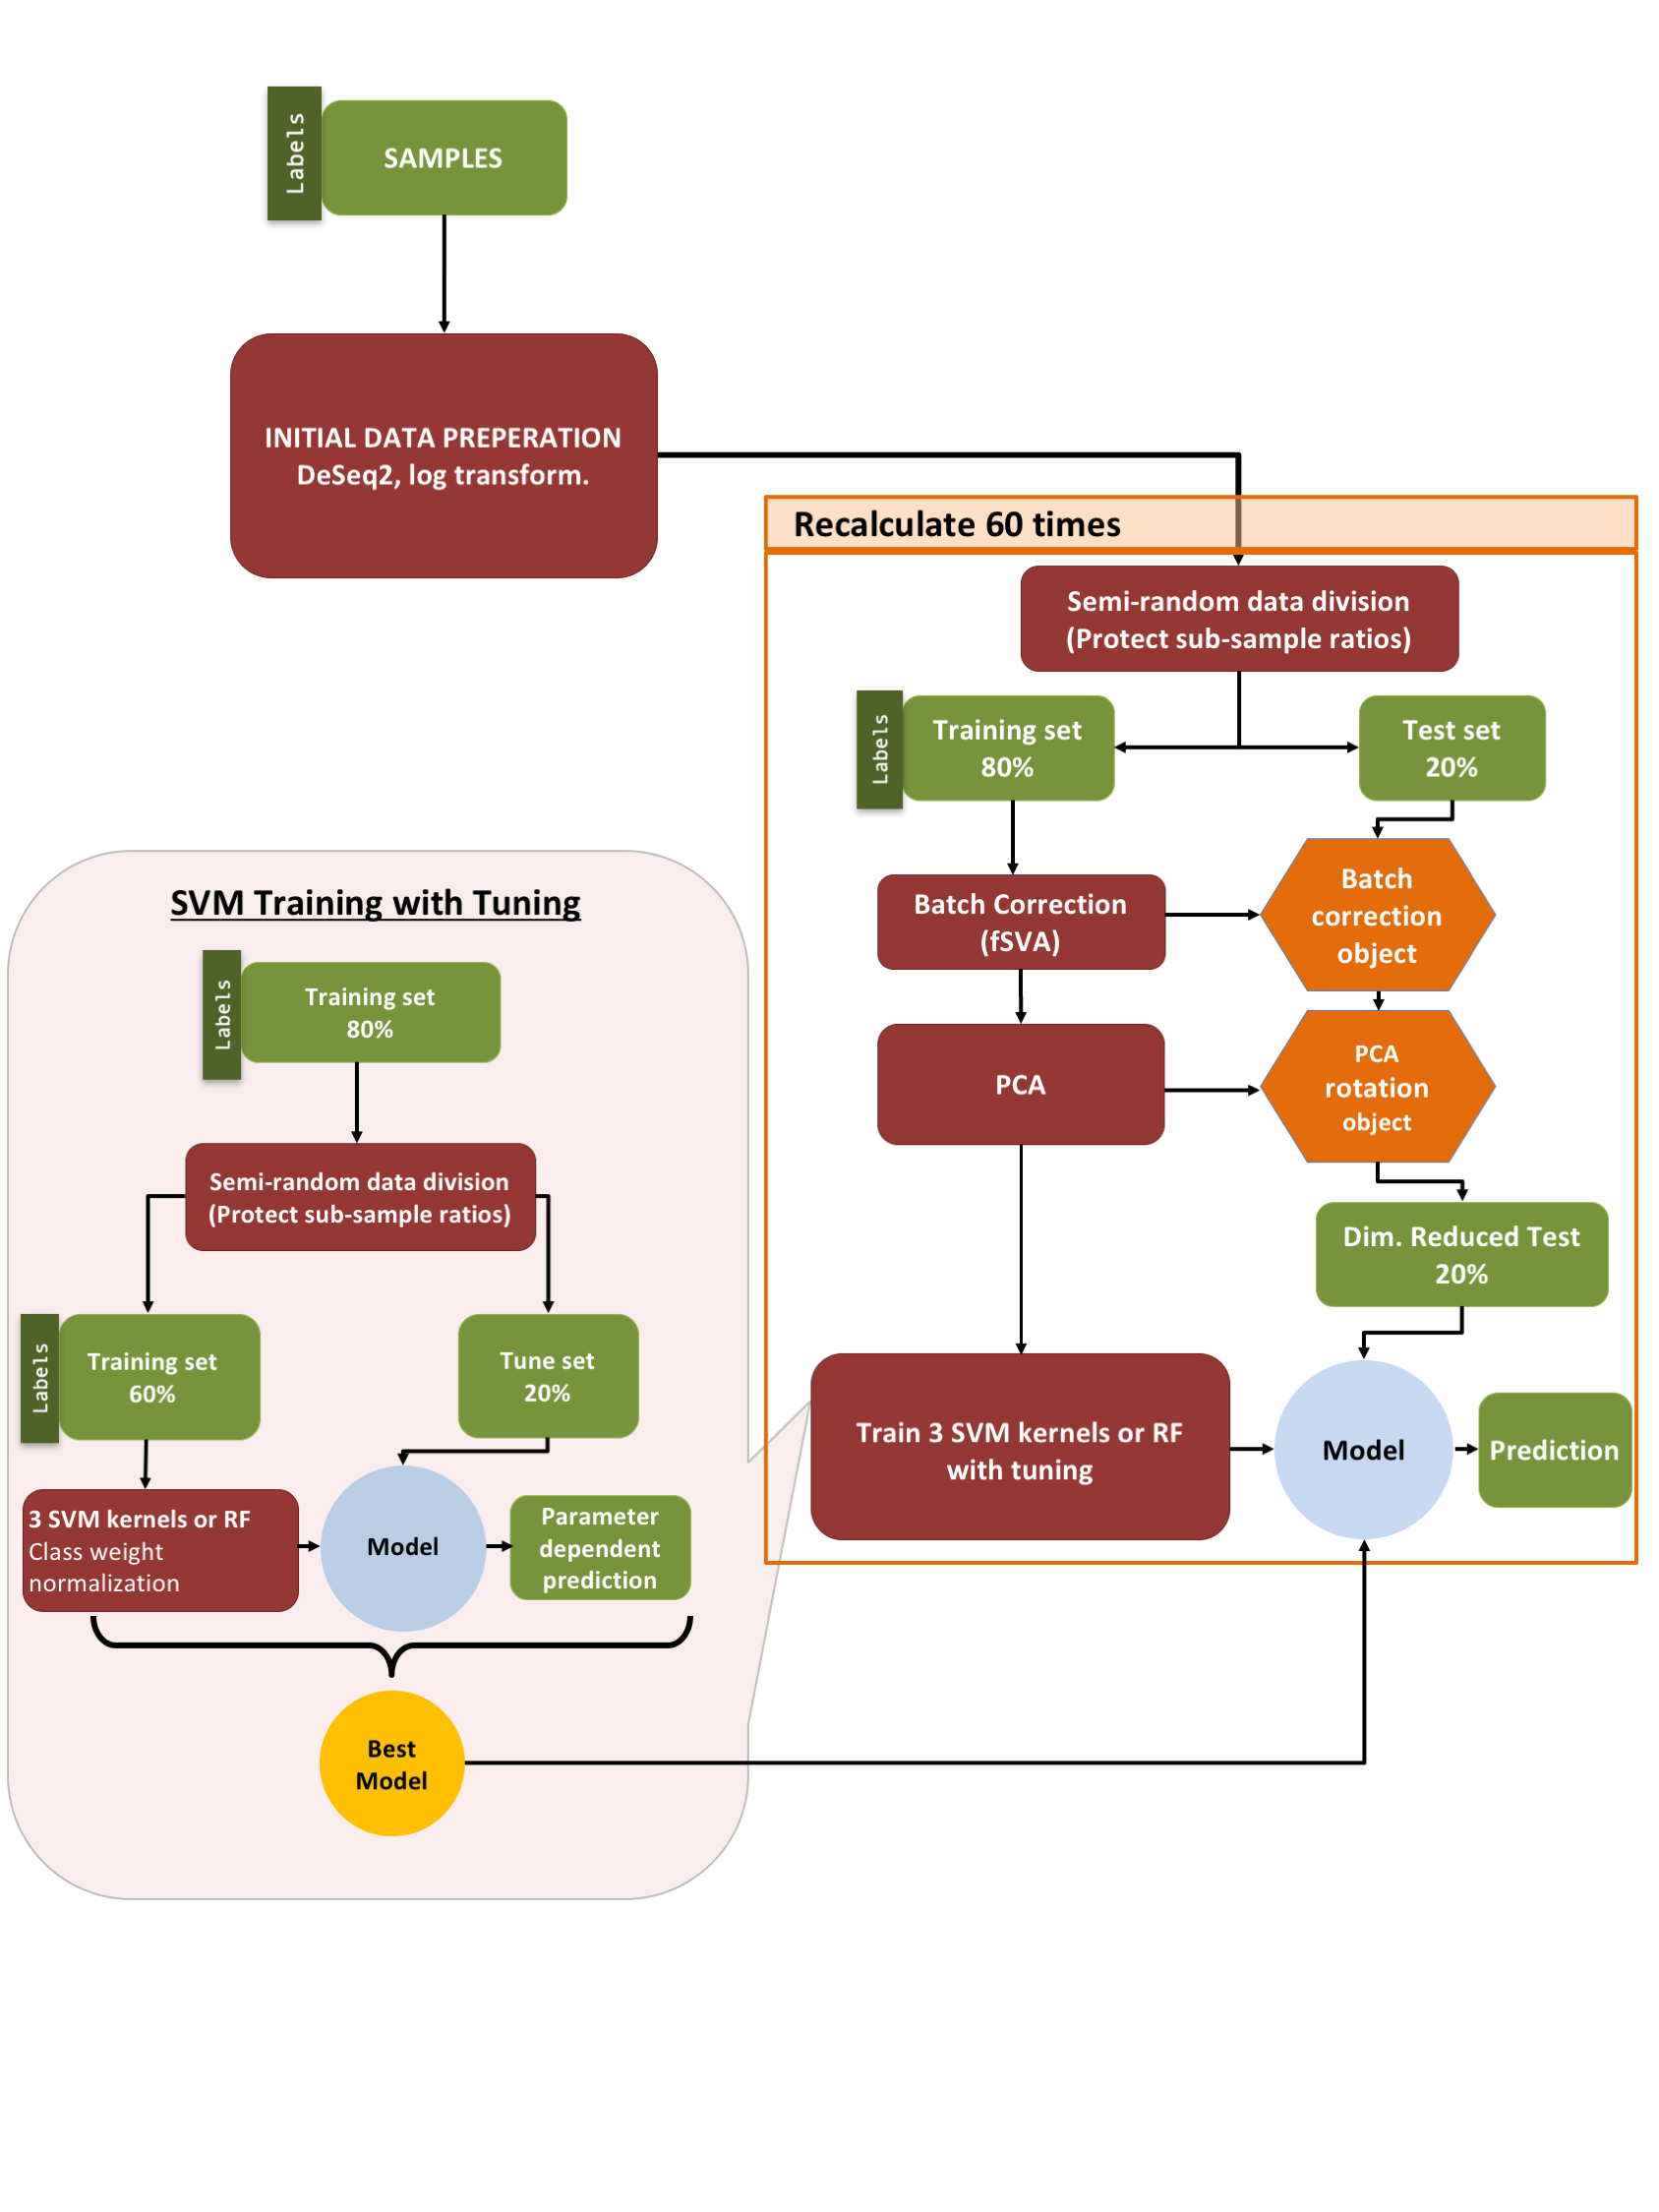 Labels
SAMPLES
INITIAL DATA PREPERATION
DeSeq2, log transform.
Recalculate 60 times
Semi-random data division
(Protect sub-sample ratios)
Labels
Training set
80%
Test set
20%
Batch Correction
(fSVA)
Batch
correction
object
PCA
PCA
rotation
object
Dim. Reduced Test
20%
Train 3 SVM kernels or RF
with tuning
Model
Prediction
SVM Training with Tuning
Labels
Training set
80%
Semi-random data division
(Protect sub-sample ratios)
Labels
Training set
60%
Tune set
20%
3 SVM kernels or RF
Class weight
normalization
Model
Parameter
dependent
prediction
Best
Model